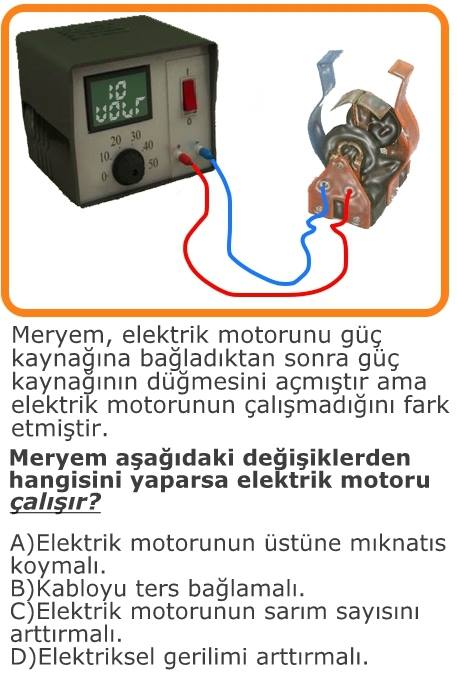 10
VOLT
I
0
20 30
10 40
0 50
Meryem, elektrik motorunu güç
kaynağına bağladıktan sonra güç
kaynağının düğmesini açmıştır ama
elektrik motorunun çalışmadığını fark
etmiştir.
Meryem aşağıdaki değişiklerden
hangisini yaparsa elektrik motoru
çalışır?
A)Elektrik motorunun üstüne mıknatıs
koymalı.
B)Kabloyu ters bağlamalı.
C)Elektrik motorunun sarım sayısını
arttırmalı.
D)Elektriksel gerilimi arttırmalı.